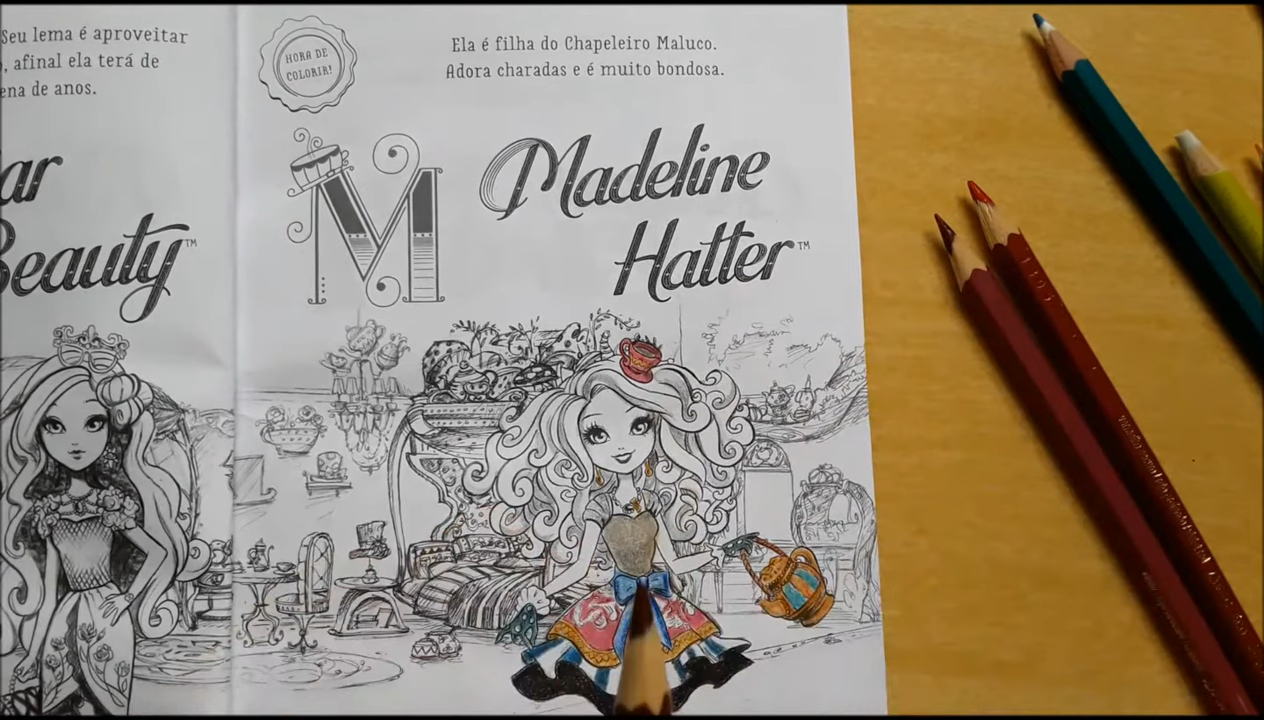 Seu lema é aproveitar
, afinal ela terá de
ena de anos.
ar
Beauty™
HORA DE
COLORIR!
Ela é filha do Chapeleiro Maluco.
Adora charadas e é muito bondosa.
M
Madeline
Hatter™